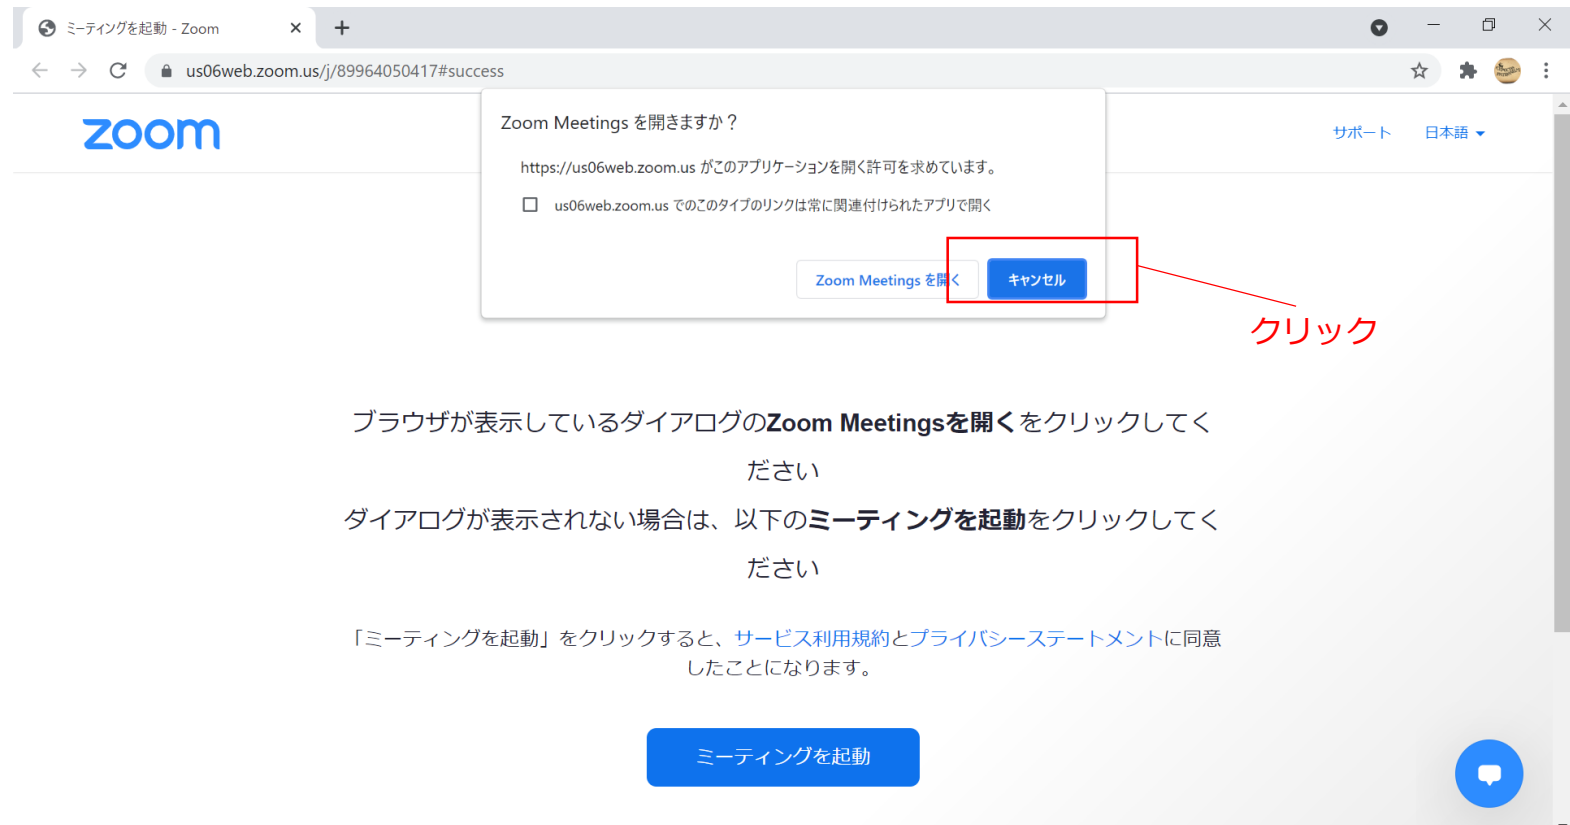 ミーティングを起動 - Zoom
us06web.zoom.us/j/89964050417#success
zoom
サポート 日本語
Zoom Meetings を開きますか？
https://us06web.zoom.us がこのアプリケーションを開く許可を求めています。
us06web.zoom.us でのこのタイプのリンクは常に関連付けられたアプリで開く
Zoom Meetings を開く キャンセル
クリック
ブラウザが表示しているダイアログのZoom Meetingsを開くをクリックしてく
ださい
ダイアログが表示されない場合は、以下のミーティングを起動をクリックしてく
ださい
「ミーティングを起動」をクリックすると、サービス利用規約とプライバシーステートメントに同意
したことになります。
ミーティングを起動